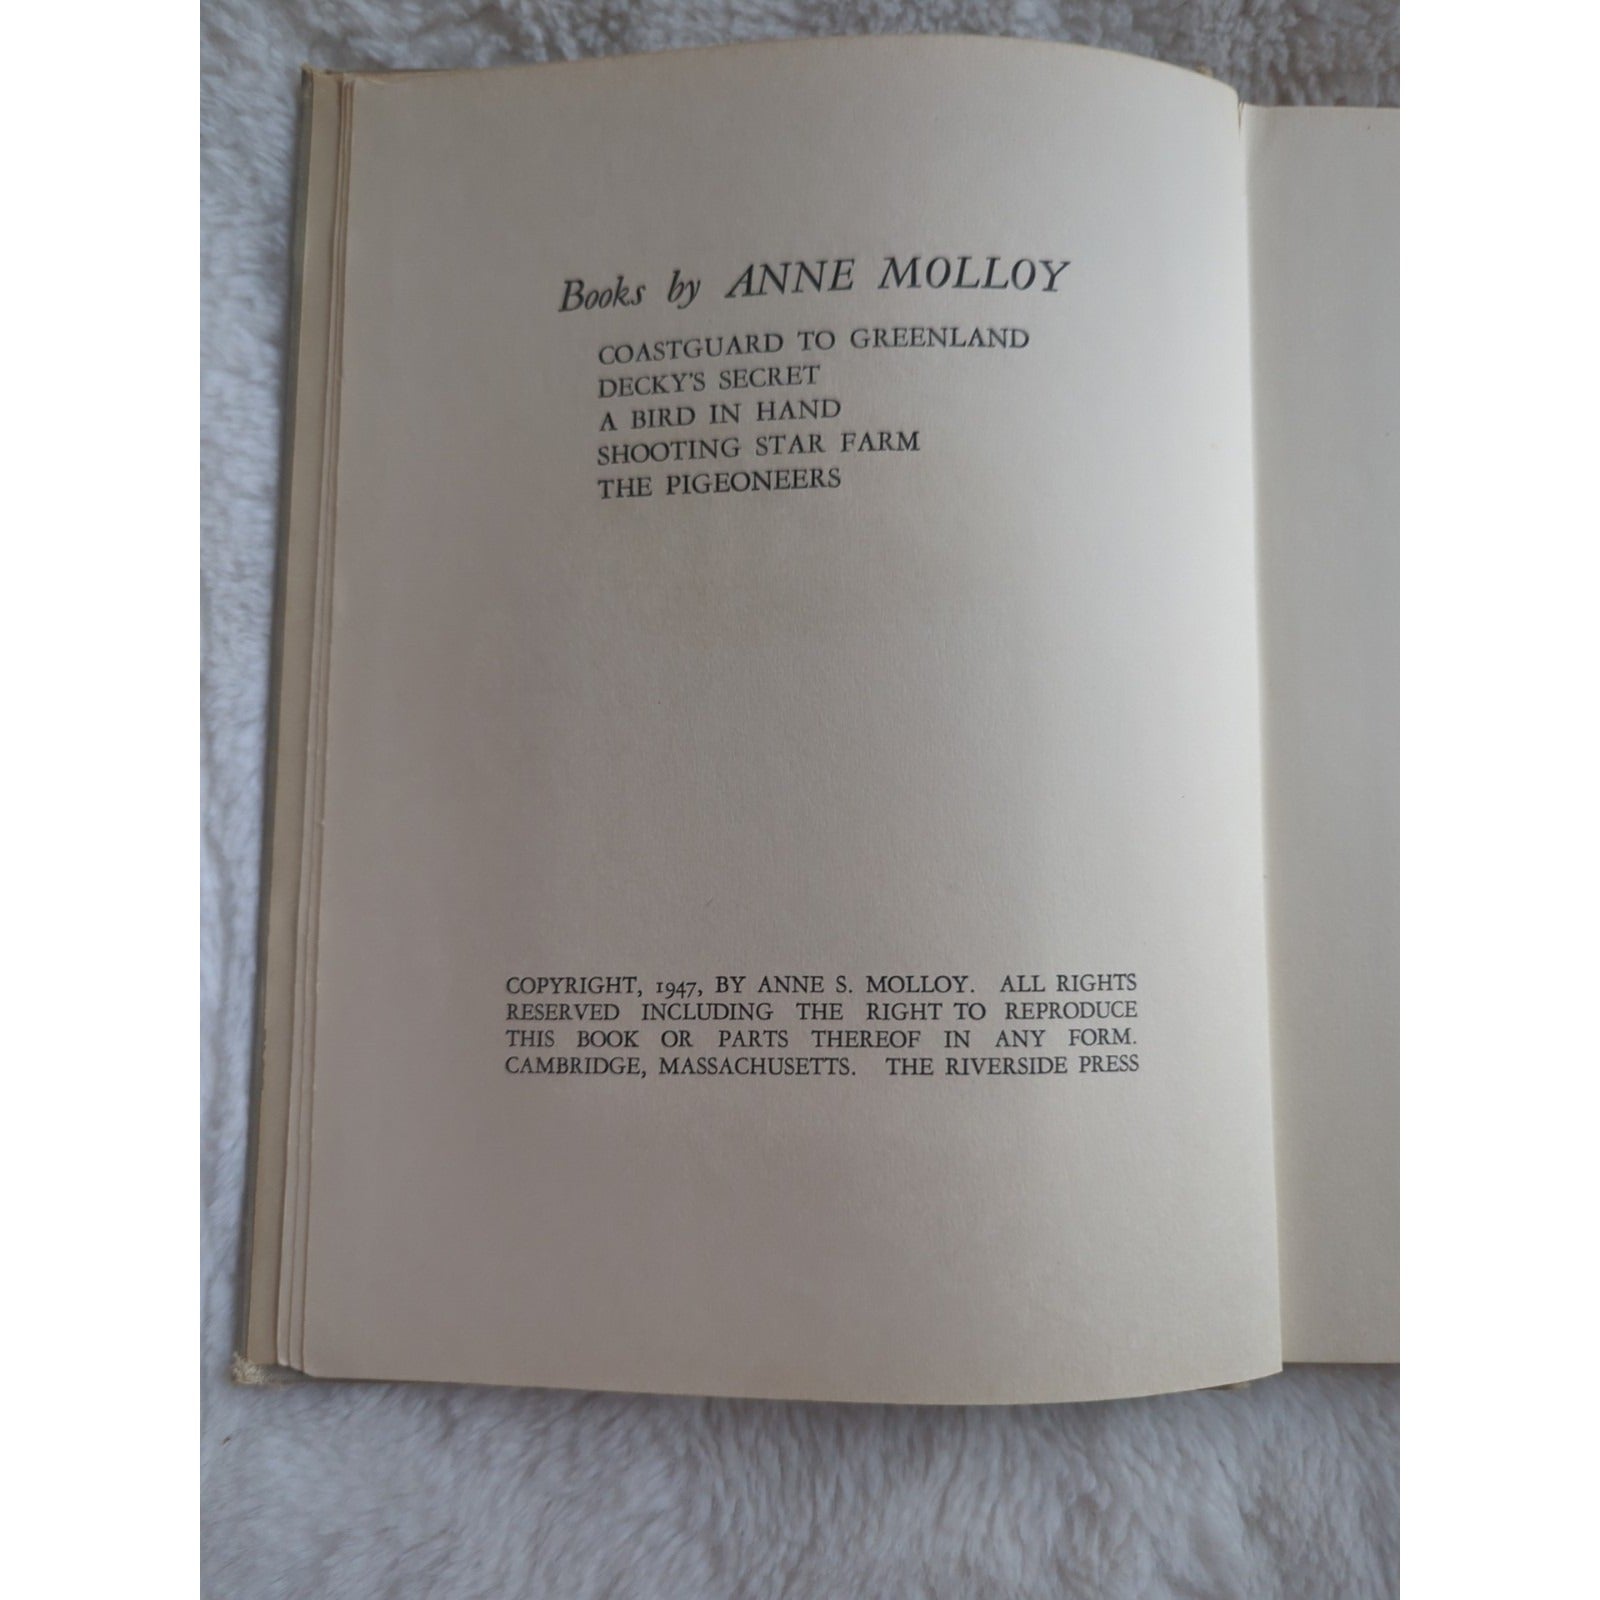 Books by ANNE MOLLOY
COASTGUARD TO GREENLAND
DECKY'S SECRET
A BIRD IN HAND
SHOOTING STAR FARM
THE PIGEONEERS
COPYRIGHT, 1947, BY ANNE S. MOLLOY. ALL RIGHTS
RESERVED INCLUDING THE RIGHT TO REPRODUCE
THIS BOOK OR PARTS THEREOF IN ANY FORM.
CAMBRIDGE, MASSACHUSETTS. THE RIVERSIDE PRESS